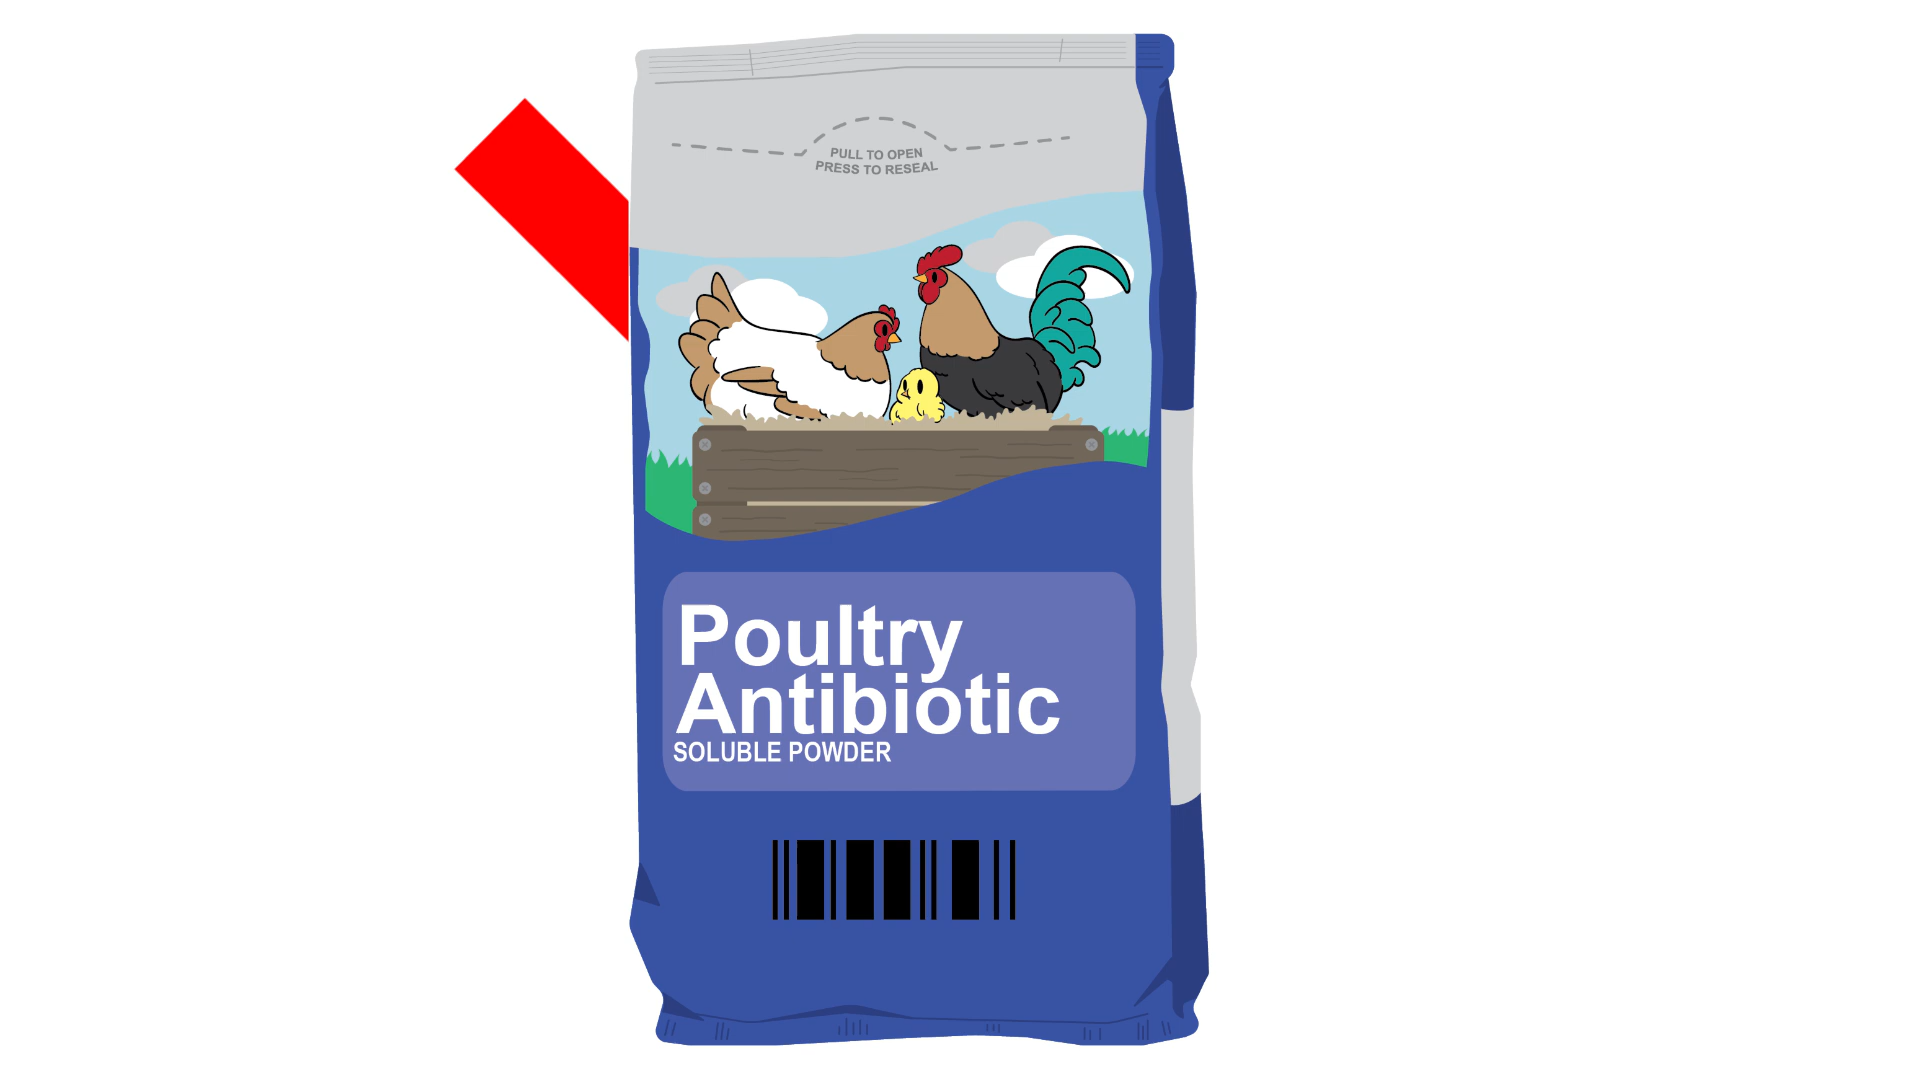 PULL TO OPEN
PRESS TO RESEAL
Poultry
Antibiotic
SOLUBLE POWDER